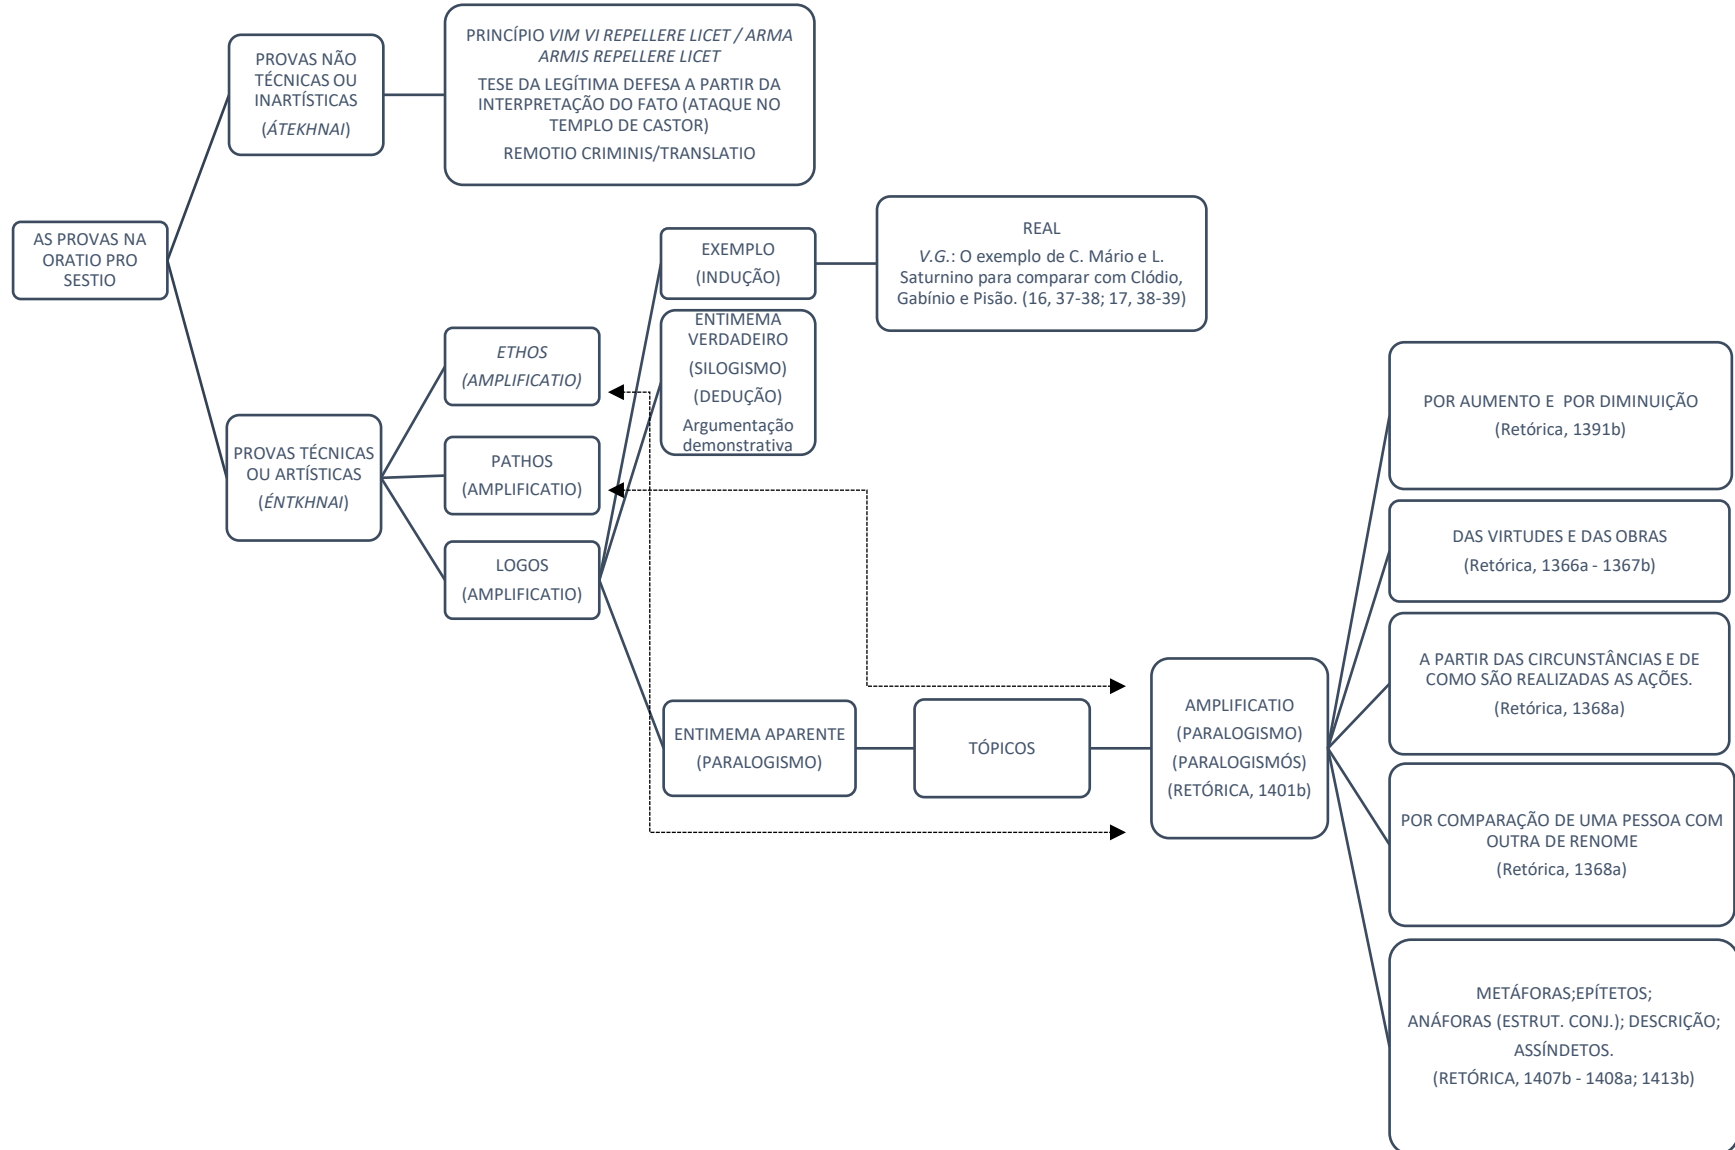 AS PROVAS NA
ORATIO PRO
SESTIO
PROVAS NÃO
TÉCNICAS OU
INARTÍSTICAS
(ÁTEKHNAI)
PRINCÍPIO VIM VI REPELLERE LICET / ARMA
ARMIS REPELLERE LICET
TESE DA LEGÍTIMA DEFESA A PARTIR DA
INTERPRETAÇÃO DO FATO (ATAQUE NO
TEMPLO DE CASTOR)
REMOTIO CRIMINIS/TRANSLATIO
PROVAS TÉCNICAS
OU ARTÍSTICAS
(ÉNTKHNAI)
ETHOS
(AMPLIFICATIO)
PATHOS
(AMPLIFICATIO)
LOGOS
(AMPLIFICATIO)
EXEMPLO
(INDUÇÃO)
REAL
V.G.: O exemplo de C. Mário e L.
Saturnino para comparar com Clódio,
Gabínio e Pisão. (16, 37-38; 17, 38-39)
ENTIMEMA
VERDADEIRO
(SILOGISMO)
(DEDUÇÃO)
Argumentação
demonstrativa
ENTIMEMA APARENTE
(PARALOGISMO)
TÓPICOS
AMPLIFICATIO
(PARALOGISMO)
(PARALOGISMÓS)
(RETÓRICA, 1401b)
POR AUMENTO E POR DIMINUIÇÃO
(Retórica, 1391b)
DAS VIRTUDES E DAS OBRAS
(Retórica, 1366a - 1367b)
A PARTIR DAS CIRCUNSTÂNCIAS E DE
COMO SÃO REALIZADAS AS AÇÕES.
(Retórica, 1368a)
POR COMPARAÇÃO DE UMA PESSOA COM
OUTRA DE RENOME
(Retórica, 1368a)
METÁFORAS;EPÍTETOS;
ANÁFORAS (ESTRUT. CONJ.); DESCRIÇÃO;
ASSÍNDETOS.
(RETÓRICA, 1407b - 1408a; 1413b)